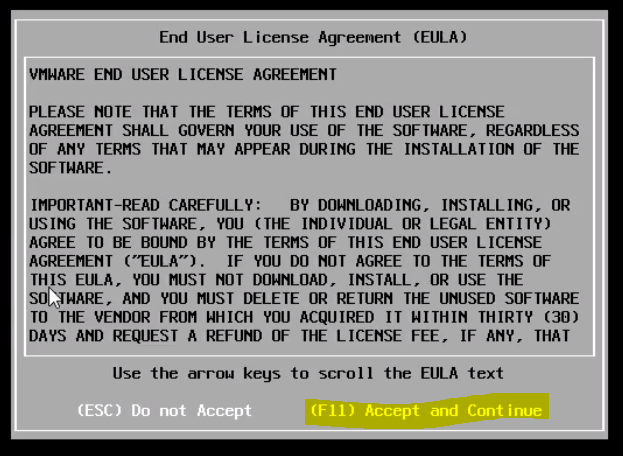 End User License Agreement (EULA)
VMWARE END USER LICENSE AGREEMENT
PLEASE NOTE THAT THE TERMS OF THIS END USER LICENSE
AGREEMENT SHALL GOVERN YOUR USE OF THE SOFTWARE, REGARDLESS
OF ANY TERMS THAT MAY APPEAR DURING THE INSTALLATION OF THE
SOFTWARE.
IMPORTANT-READ CAREFULLY:   BY DOWNLOADING, INSTALLING, OR
USING THE SOFTWARE, YOU (THE INDIVIDUAL OR LEGAL ENTITY)
AGREE TO BE BOUND BY THE TERMS OF THIS END USER LICENSE
AGREEMENT ("EULA").  IF YOU DO NOT AGREE TO THE TERMS OF
THIS EULA, YOU MUST NOT DOWNLOAD, INSTALL, OR USE THE
SOFTWARE, AND YOU MUST DELETE OR RETURN THE UNUSED SOFTWARE
TO THE VENDOR FROM WHICH YOU ACQUIRED IT WITHIN THIRTY (30)
DAYS AND REQUEST A REFUND OF THE LICENSE FEE, IF ANY, THAT
Use the arrow keys to scroll the EULA text
(ESC) Do not Accept (F11) Accept and Continue